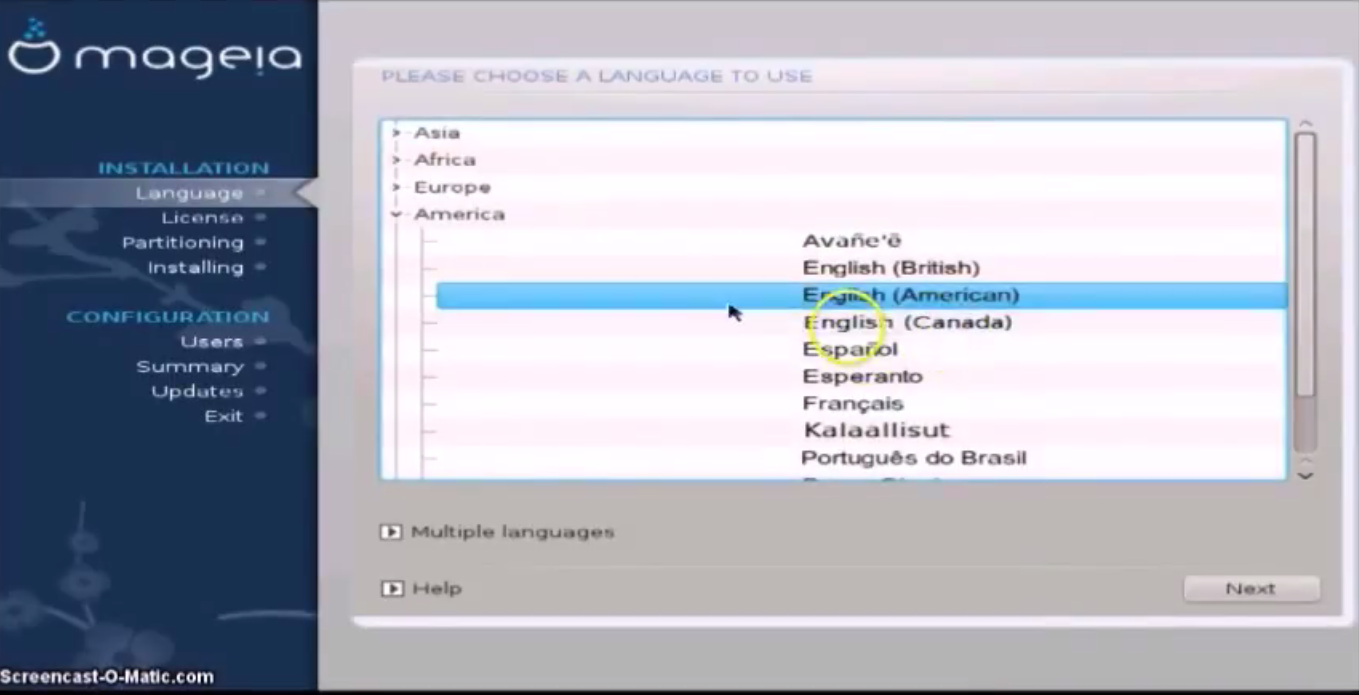 mageia
INSTALLATION
Language
License
Partitioning
Installing
CONFIGURATION
Users
Summary
Updates
Exit
PLEASE CHOOSE A LANGUAGE TO USE
Asia
Africa
Europe
America
Avañe'ẽ
English (British)
English (American)
English (Canada)
Español
Esperanto
Français
Kalaallisut
Português do Brasil
Multiple languages
Help
Next
Screencast-O-Matic.com